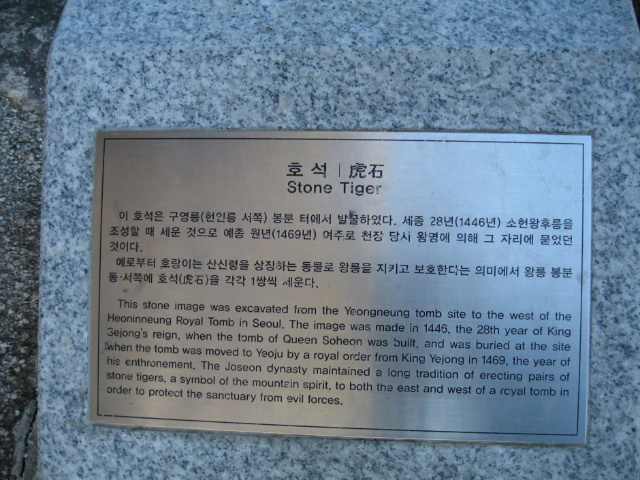 호 석 | 虎石
Stone Tiger
이 호석은 구영릉(헌인릉 서쪽) 봉분 터에서 발굴하였다. 세종 28년(1446년) 소헌왕후릉을
조성할 때 세운 것으로 예종 원년(1469년) 여주로 천장 당시 왕명에 의해 그 자리에 묻었던
것이다.
예로부터 호랑이는 산신령을 상징하는 동물로 왕릉을 지키고 보호한다는 의미에서 왕릉 봉분
동·서쪽에 호석(虎石)을 각각 1쌍씩 세운다.
This stone image was excavated from the Yeongneung tomb site to the west of the
Heoninneung Royal Tomb in Seoul. The image was made in 1446, the 28th year of King
Sejong's reign, when the tomb of Queen Soheon was built, and was buried at the site
when the tomb was moved to Yeoju by a royal order from King Yejong in 1469, the year of
his enthronement. The Joseon dynasty maintained a long tradition of erecting pairs of
stone tigers, a symbol of the mountain spirit, to both the east and west of a royal tomb in
order to protect the sanctuary from evil forces.